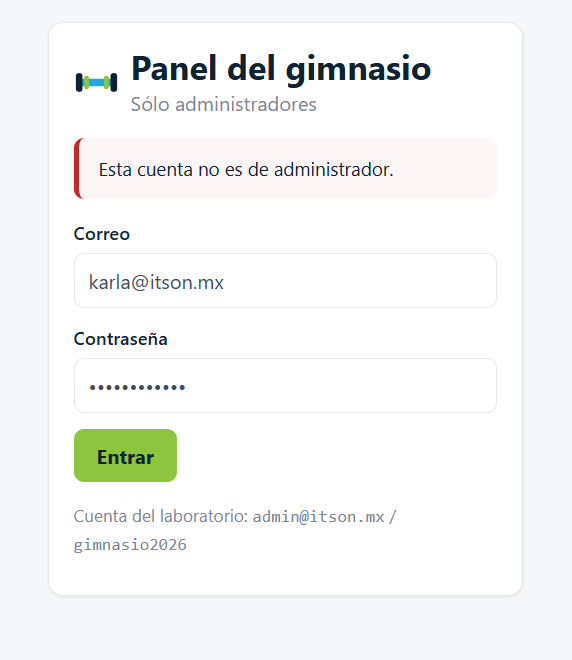 Panel del gimnasio
Sólo administradores
Esta cuenta no es de administrador.
Correo
karla@itson.mx
Contraseña
••••••••••••
Entrar
Cuenta del laboratorio: admin@itson.mx /
gimnasio2026